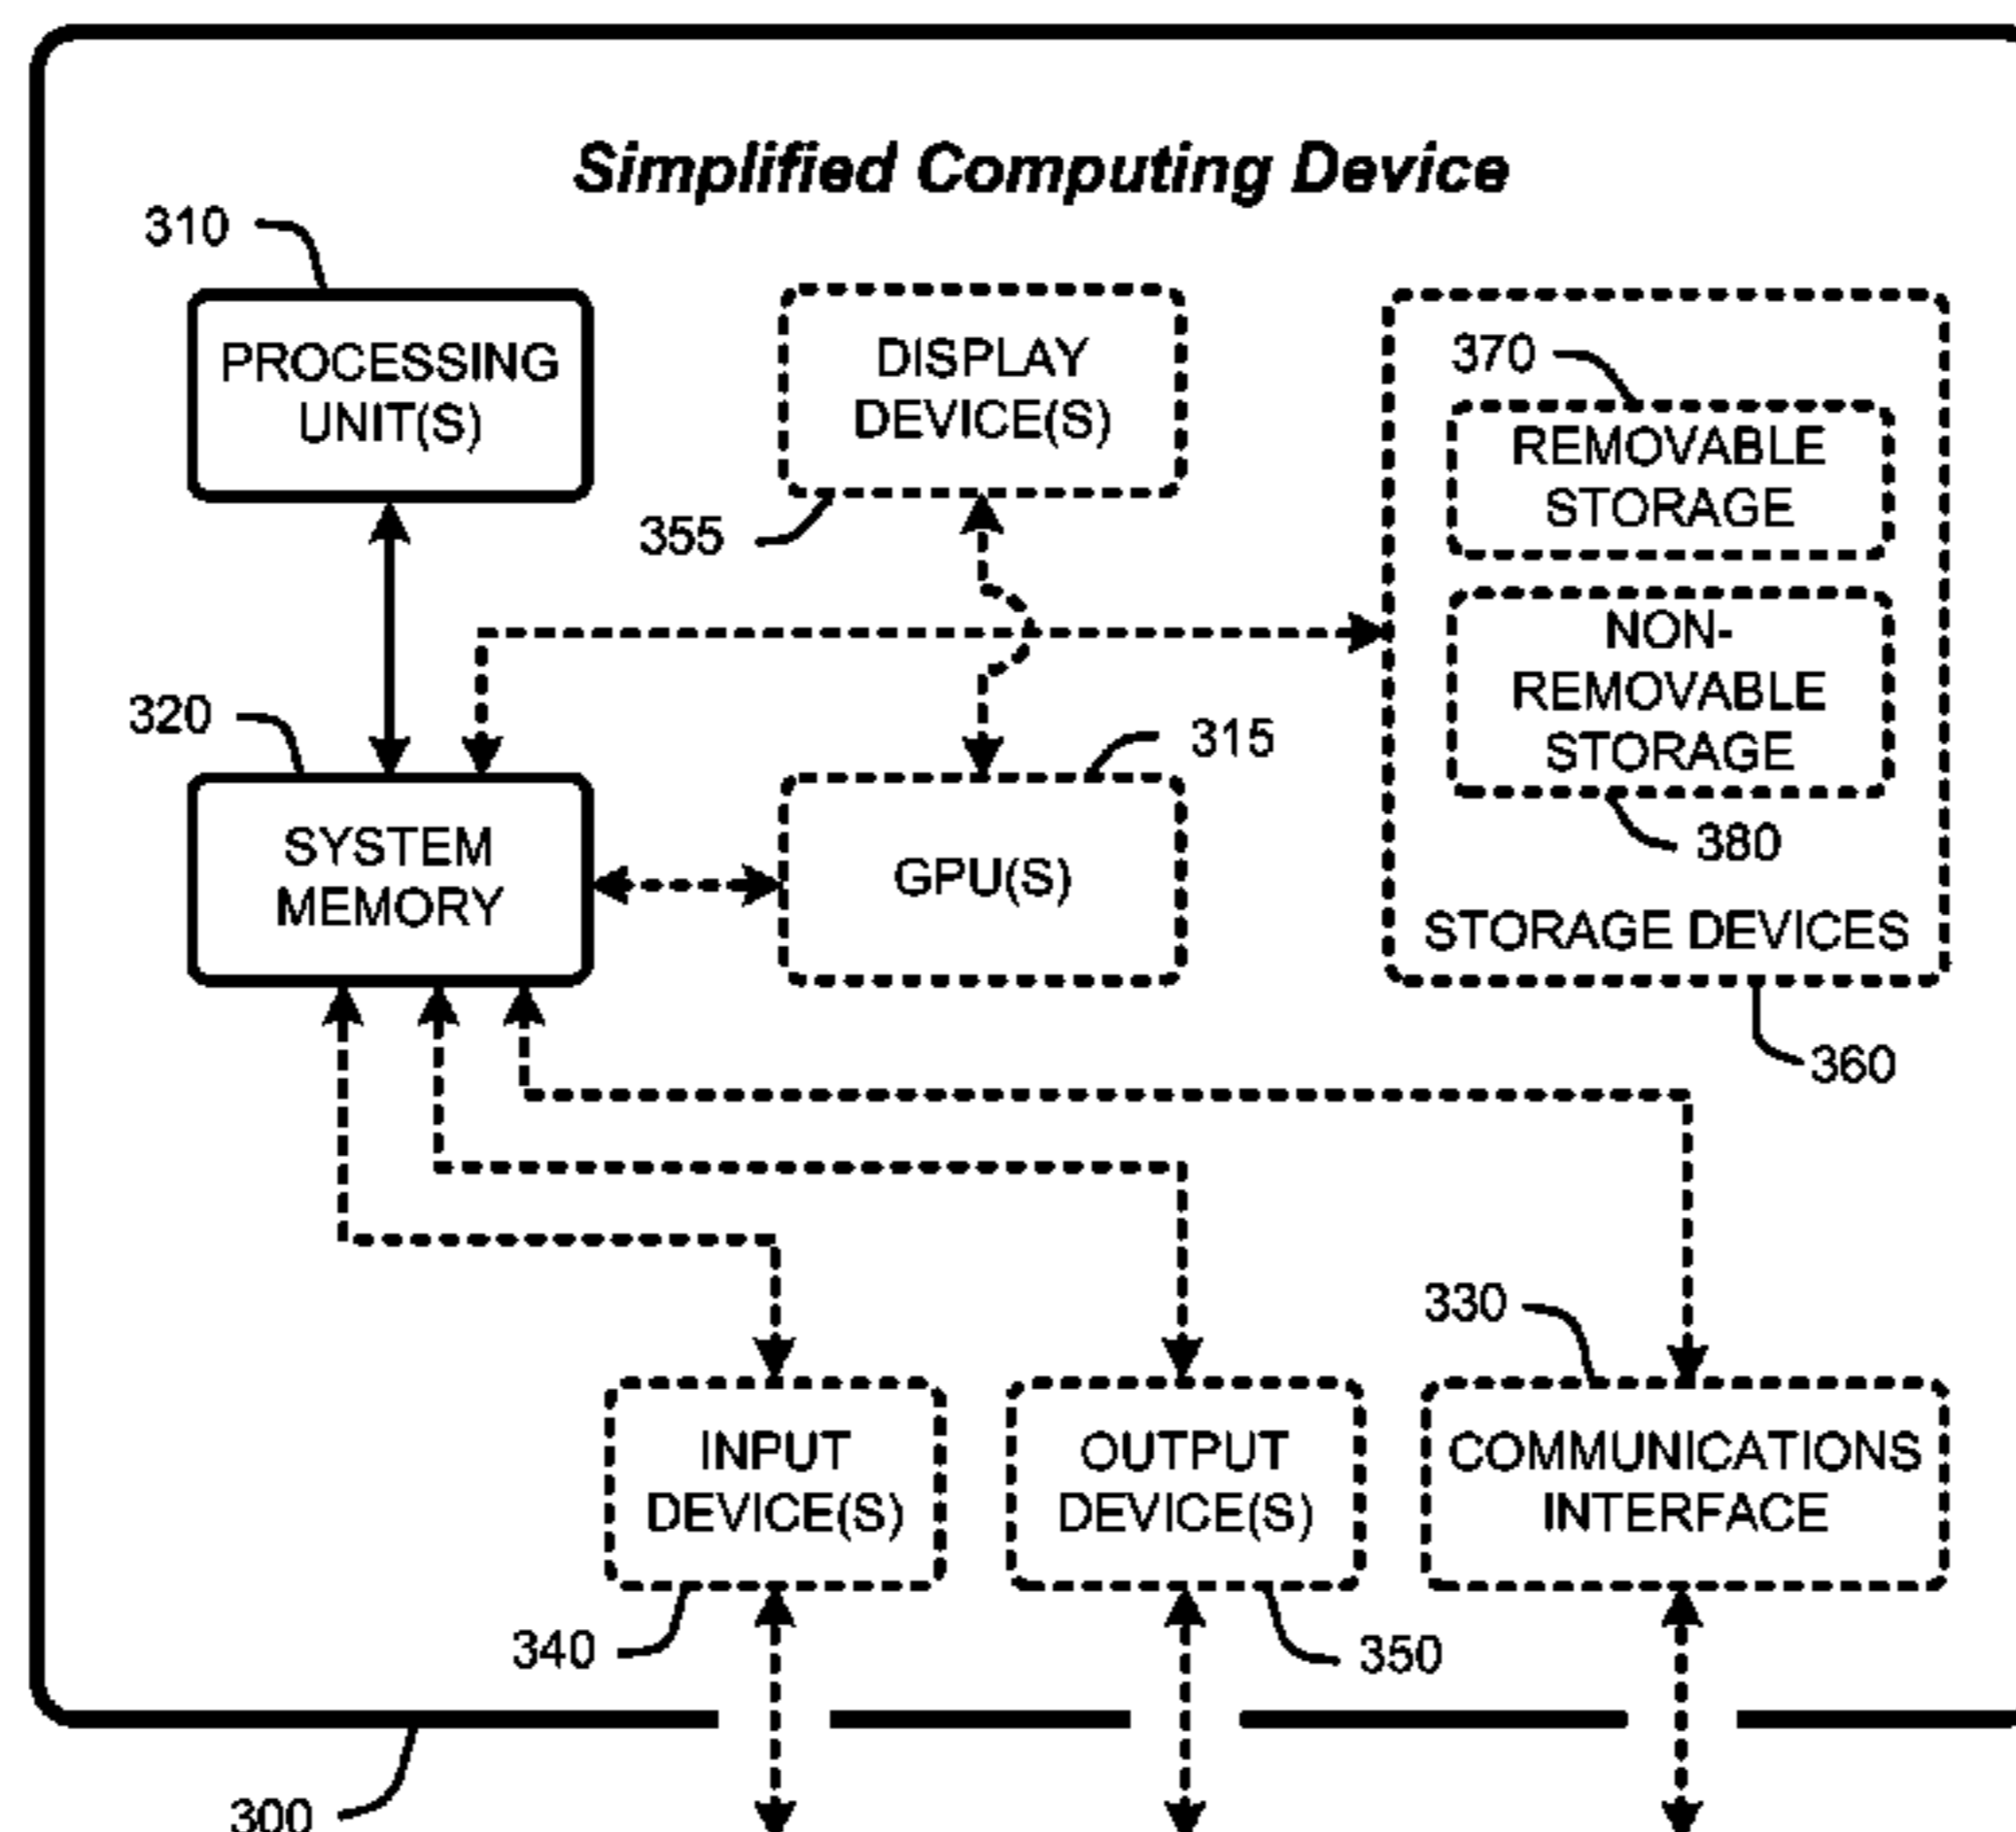 Simplified Computing Device
310
PROCESSING
UNIT(S)
DISPLAY
DEVICE(S)
355
370
REMOVABLE
STORAGE
NON-
REMOVABLE
STORAGE
380
STORAGE DEVICES
360
320
SYSTEM
MEMORY
315
GPU(S)
330
INPUT
DEVICE(S)
OUTPUT
DEVICE(S)
COMMUNICATIONS
INTERFACE
340
350
300